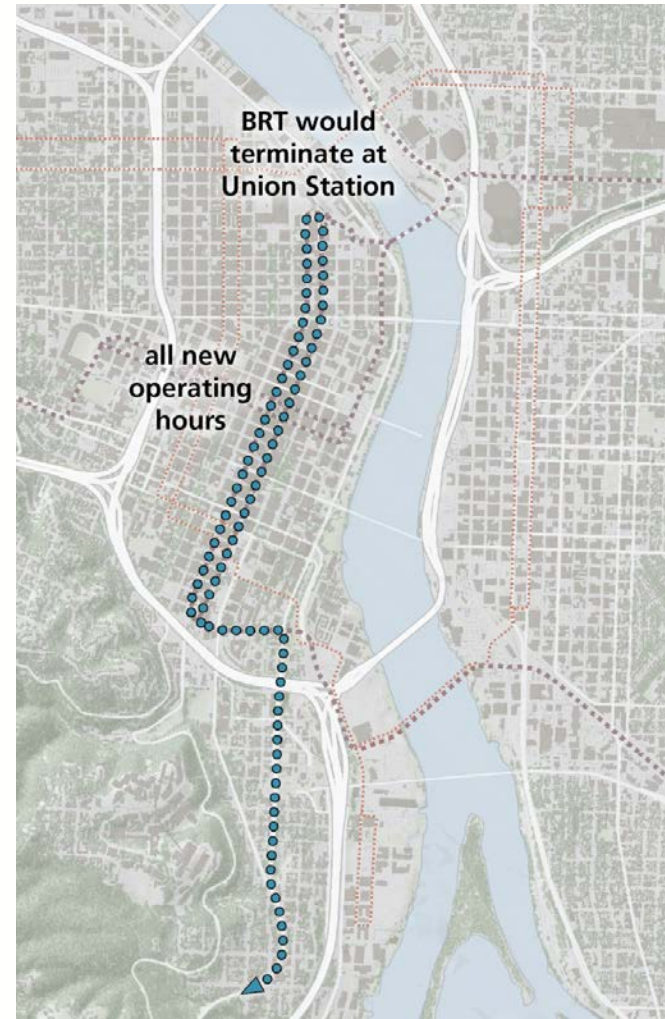 BRT would
terminate at
Union Station
all new
operating
hours